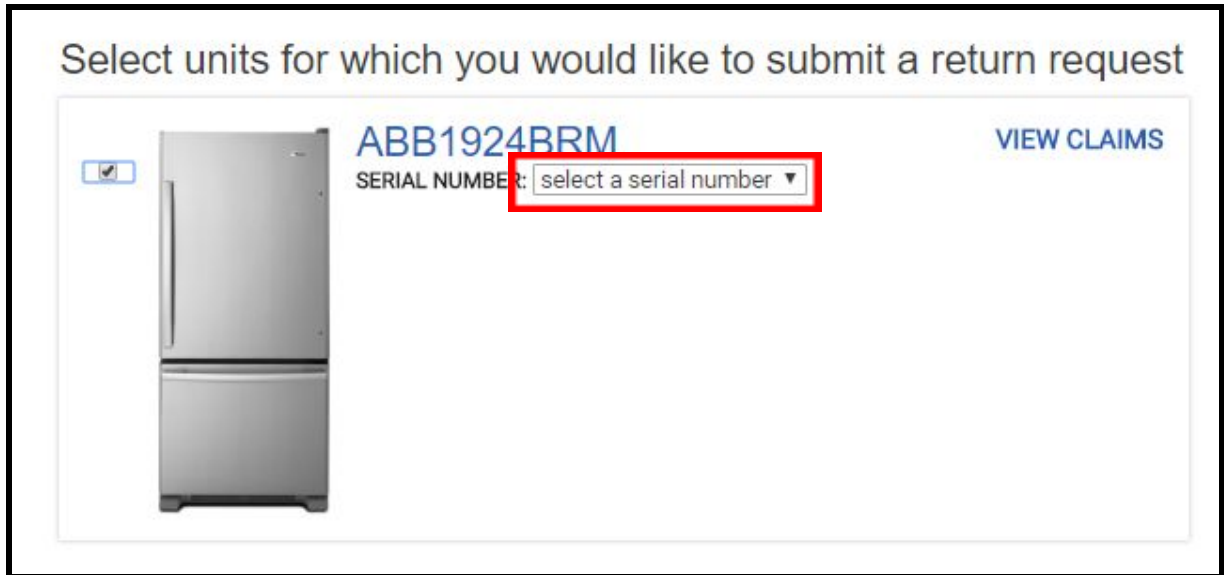 Select units for which you would like to submit a return request
ABB1924BRM
VIEW CLAIMS
SERIAL NUMBER: select a serial number